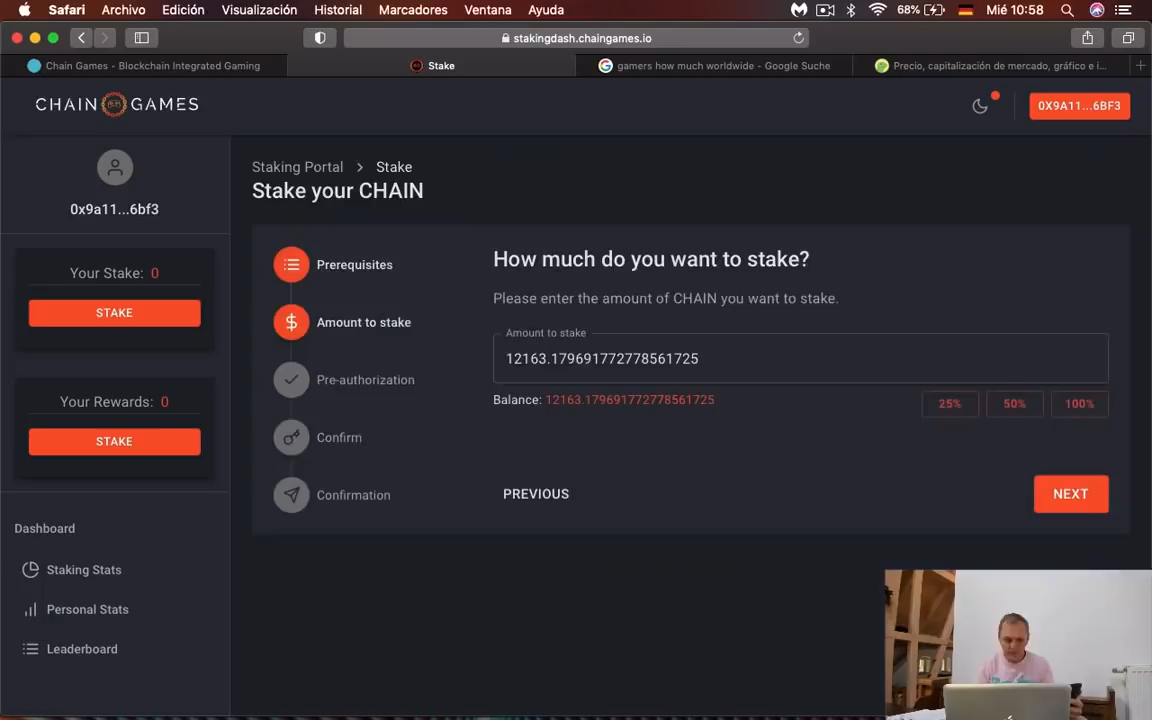 Safari Archivo Edición Visualización Historial Marcadores Ventana Ayuda 68% Mié 10:58
stakingdash.chaingames.io
Chain Games - Blockchain Integrated Gaming Stake gamers how much worldwide - Google Suche Precio, capitalización de mercado, gráfico e i...
CHAIN GAMES 0X9A11...6BF3
0x9a11...6bf3
Your Stake: 0
STAKE
Your Rewards: 0
STAKE
Dashboard
Staking Stats
Personal Stats
Leaderboard
Staking Portal > Stake
Stake your CHAIN
Prerequisites
Amount to stake
Pre-authorization
Confirm
Confirmation
How much do you want to stake?
Please enter the amount of CHAIN you want to stake.
Amount to stake
12163.179691772778561725
Balance: 12163.179691772778561725
25% 50% 100%
PREVIOUS NEXT